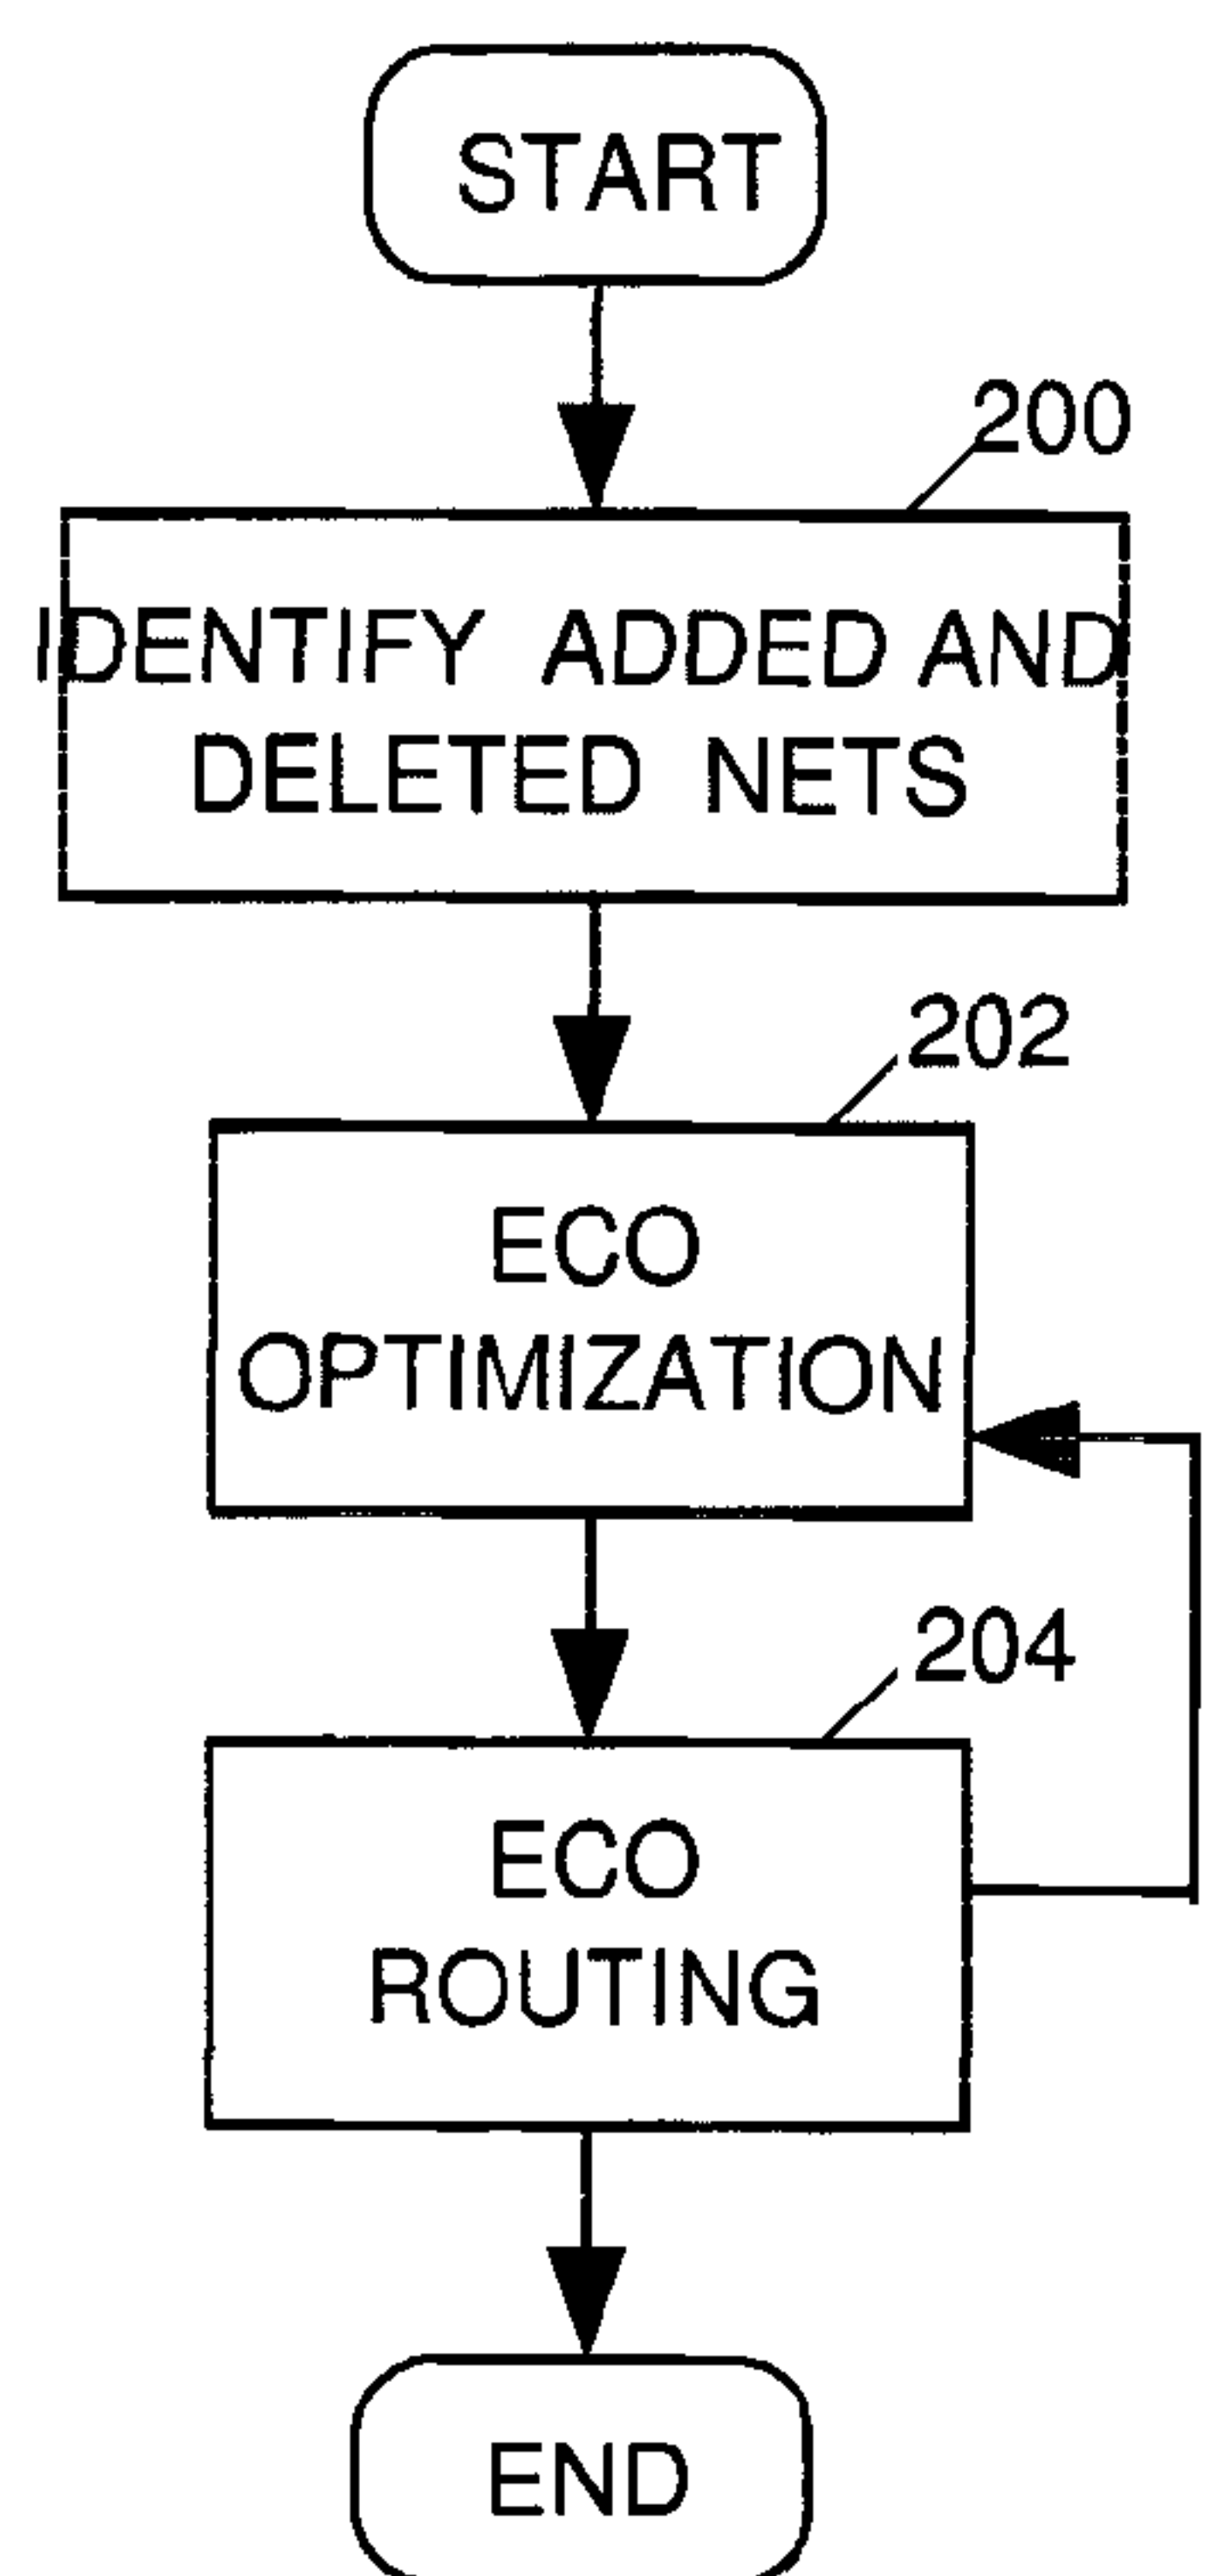 START
200
IDENTIFY ADDED AND
DELETED NETS
202
ECO
OPTIMIZATION
204
ECO
ROUTING
END